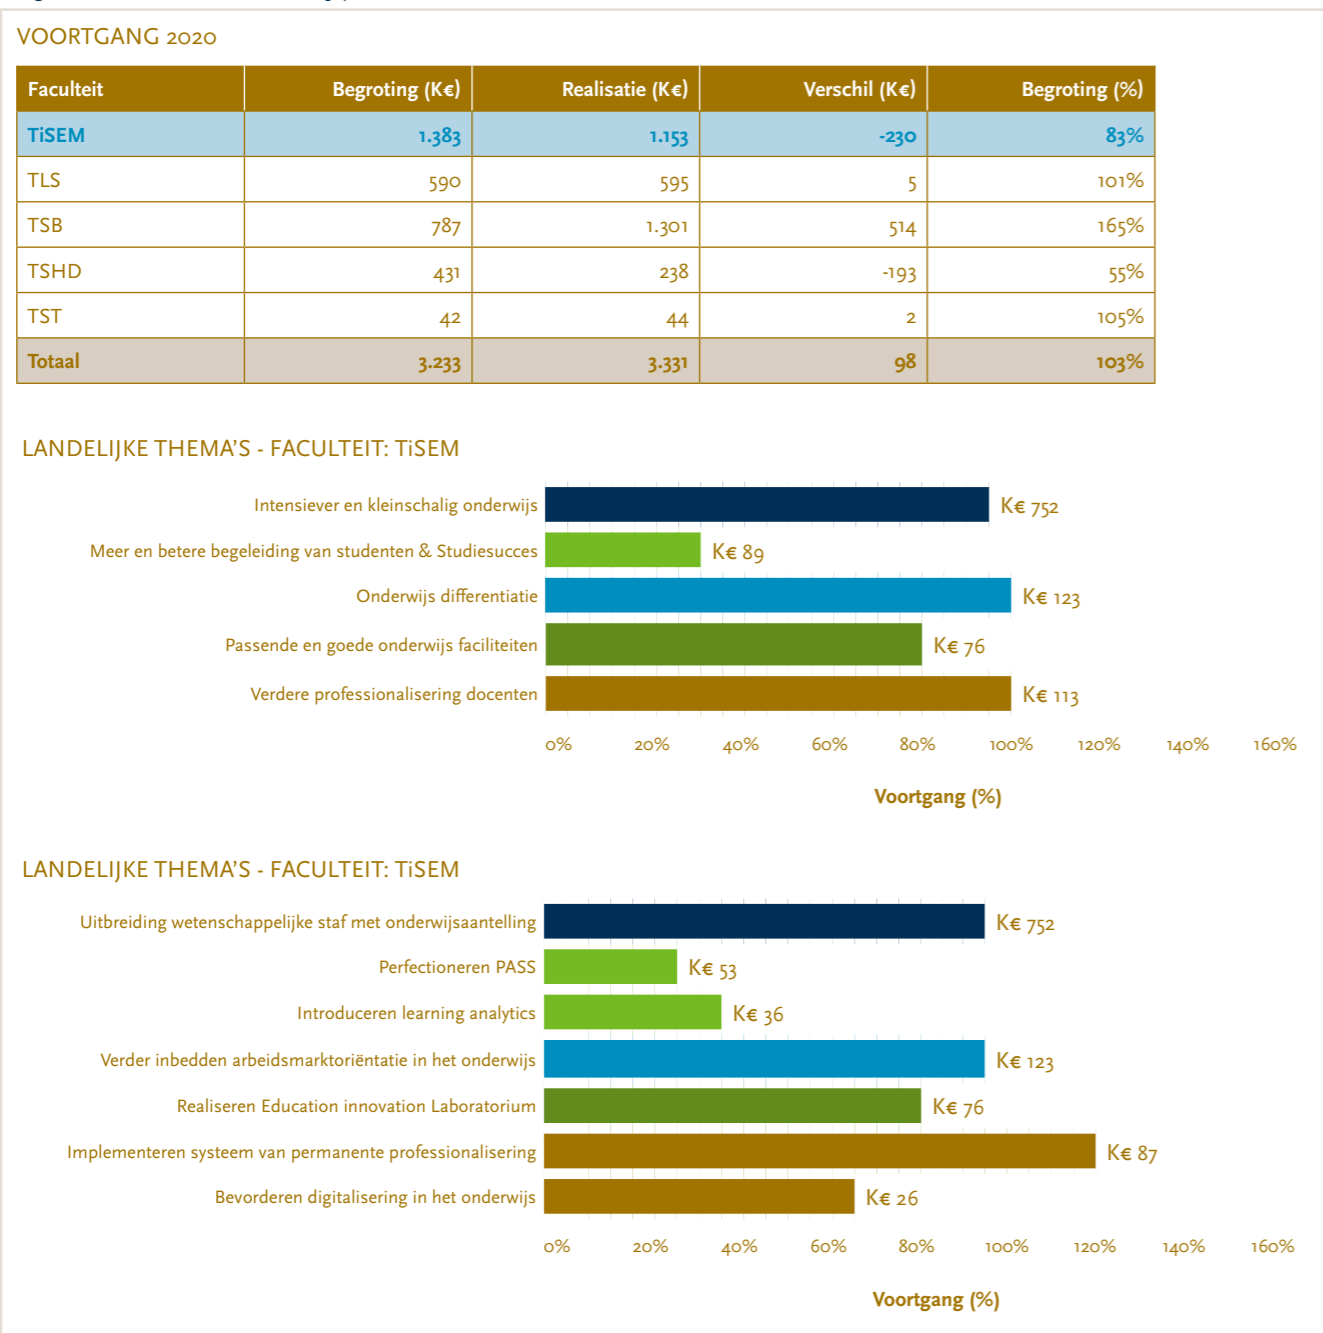 VOORTGANG 2020
Faculteit Begroting (K€) Realisatie (K€) Verschil (K€) Begroting (%)
TiSEM 1.383 1.153 -230 83%
TLS 590 595 5 101%
TSB 787 1.301 514 165%
TSHD 431 238 -193 55%
TST 42 44 2 105%
Totaal 3.233 3.331 98 103%
LANDELIJKE THEMA'S - FACULTEIT: TiSEM
Intensiever en kleinschalig onderwijs K€ 752
Meer en betere begeleiding van studenten & Studiesucces K€ 89
Onderwijs differentiatie K€ 123
Passende en goede onderwijs faciliteiten K€ 76
Verdere professionalisering docenten K€ 113
0% 20% 40% 60% 80% 100% 120% 140% 160%
Voortgang (%)
LANDELIJKE THEMA'S - FACULTEIT: TiSEM
Uitbreiding wetenschappelijke staf met onderwijsaantelling K€ 752
Perfectioneren PASS K€ 53
Introduceren learning analytics K€ 36
Verder inbedden arbeidsmarktoriëntatie in het onderwijs K€ 123
Realiseren Education innovation Laboratorium K€ 76
Implementeren systeem van permanente professionalisering K€ 87
Bevorderen digitalisering in het onderwijs K€ 26
0% 20% 40% 60% 80% 100% 120% 140% 160%
Voortgang (%)